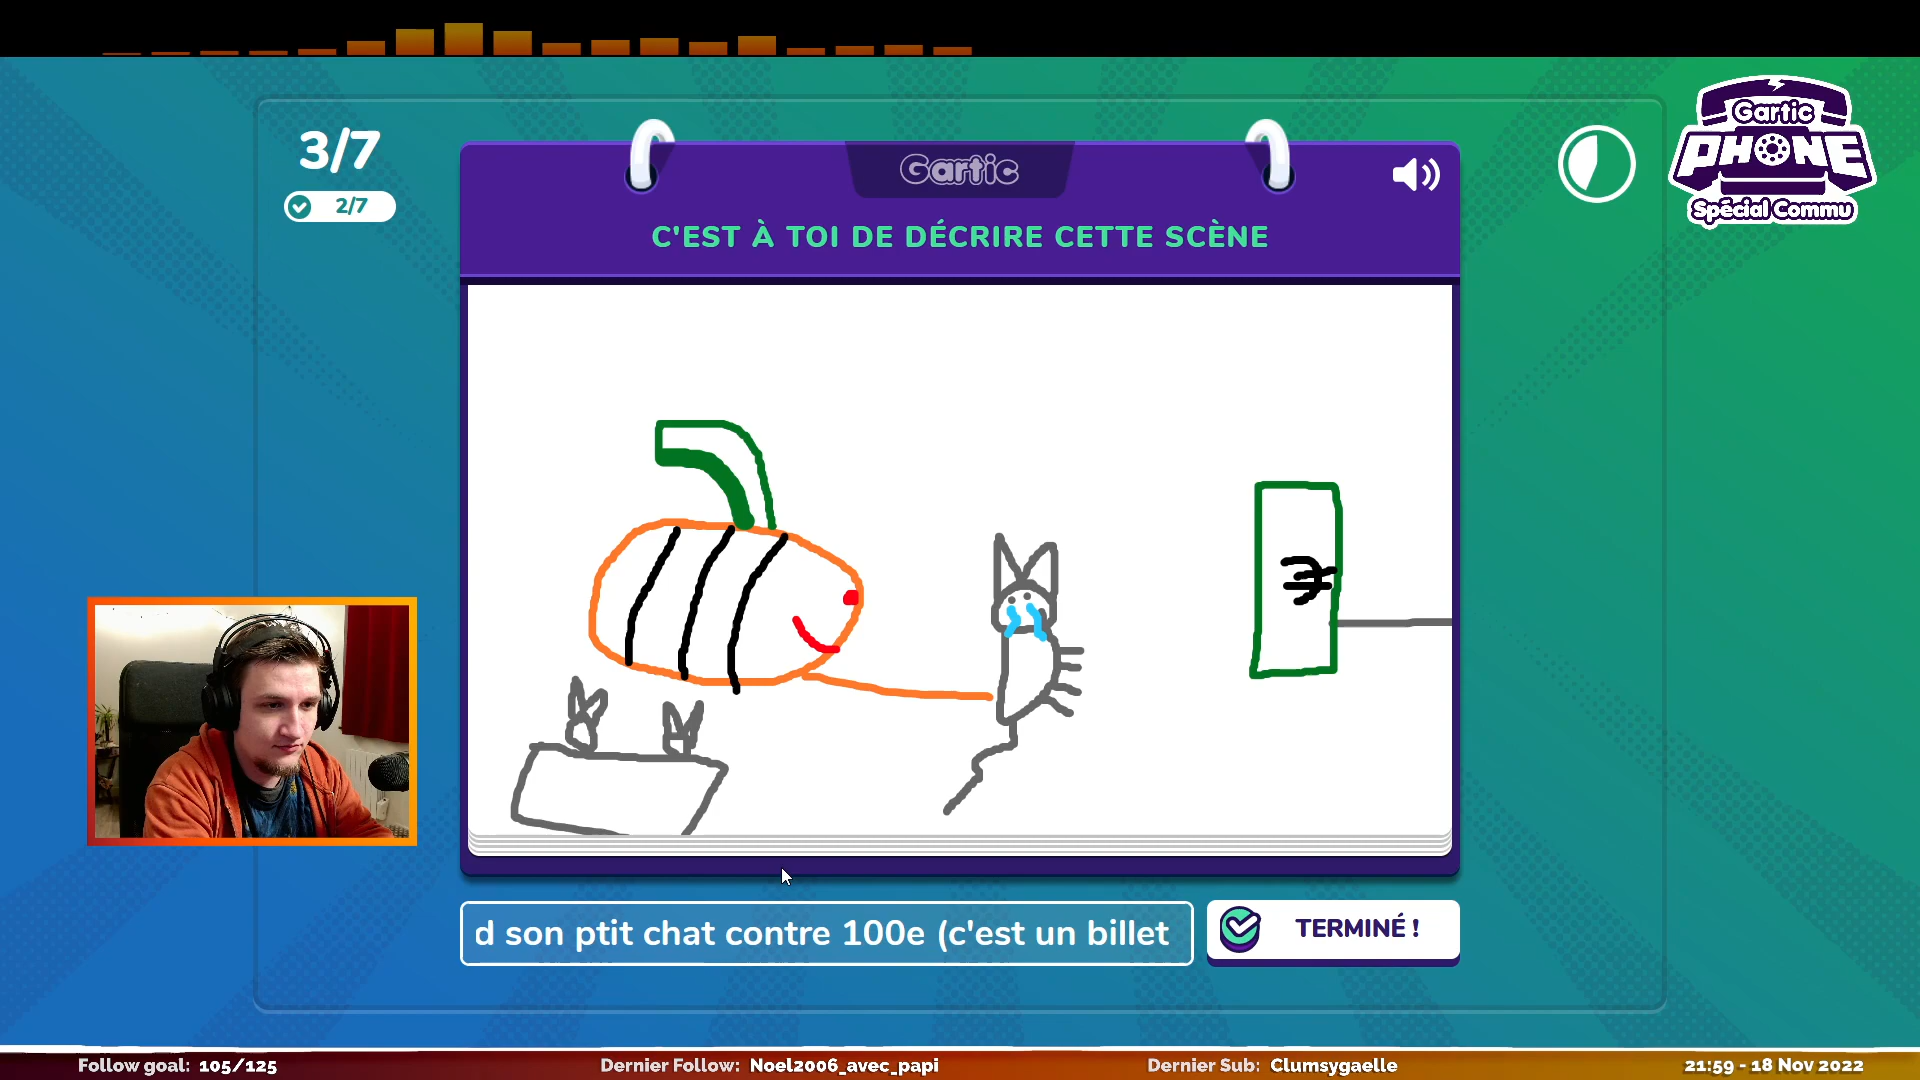 3/7
2/7
Gartic
C'EST À TOI DE DÉCRIRE CETTE SCÈNE
Gartic
PHONE
Spécial Commu
d son ptit chat contre 100e (c'est un billet
TERMINÉ !
Follow goal: 105/125
Dernier Follow: Noel2006_avec_papi
Dernier Sub: Clumsygaelle
21:59 - 18 Nov 2022